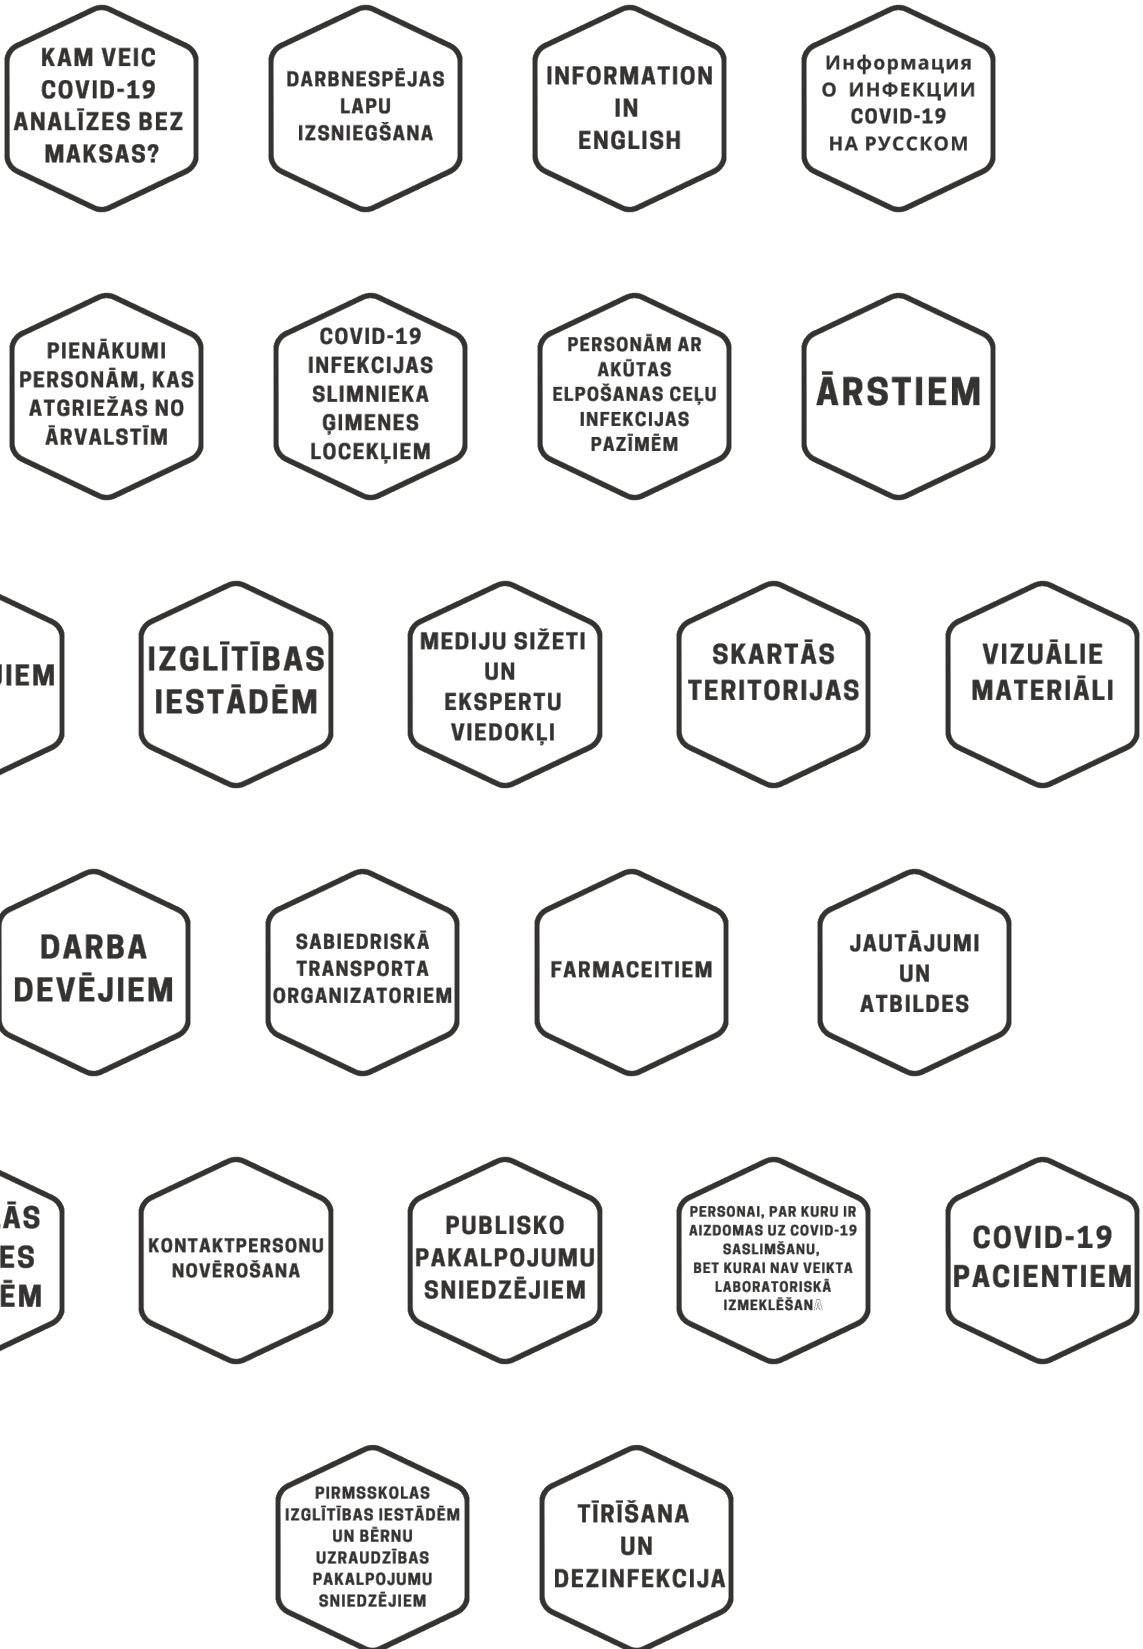 KAM VEIC
COVID-19
ANALĪZES BEZ
MAKSAS?
DARBNESPĒJAS
LAPU
IZSNIEGŠANA
INFORMATION
IN
ENGLISH
Информация
О ИНФЕКЦИИ
COVID-19
НА РУССКОМ
PIENĀKUMI
PERSONĀM, KAS
ATGRIEŽAS NO
ĀRVALSTĪM
COVID-19
INFEKCIJAS
SLIMNIEKA
ĢIMENES
LOCEKĻIEM
PERSONĀM AR
AKŪTAS
ELPOŠANAS CEĻU
INFEKCIJAS
PAZĪMĒM
ĀRSTIEM
JIEM
IZGLĪTĪBAS
IESTĀDĒM
MEDIJU SIŽETI
UN
EKSPERTU
VIEDOKĻI
SKARTĀS
TERITORIJAS
VIZUĀLIE
MATERIĀLI
DARBA
DEVĒJIEM
SABIEDRISKĀ
TRANSPORTA
ORGANIZATORIEM
FARMACEITIEM
JAUTĀJUMI
UN
ATBILDES
ĀS
ES
ĒM
KONTAKTPERSONU
NOVĒROŠANA
PUBLISKO
PAKALPOJUMU
SNIEDZĒJIEM
PERSONAI, PAR KURU IR
AIZDOMAS UZ COVID-19
SASLIMŠANU,
BET KURAI NAV VEIKTA
LABORATORISKĀ
IZMEKLĒŠANA
COVID-19
PACIENTIEM
PIRMSSKOLAS
IZGLĪTĪBAS IESTĀDĒM
UN BĒRNU
UZRAUDZĪBAS
PAKALPOJUMU
SNIEDZĒJIEM
TĪRĪŠANA
UN
DEZINFEKCIJA